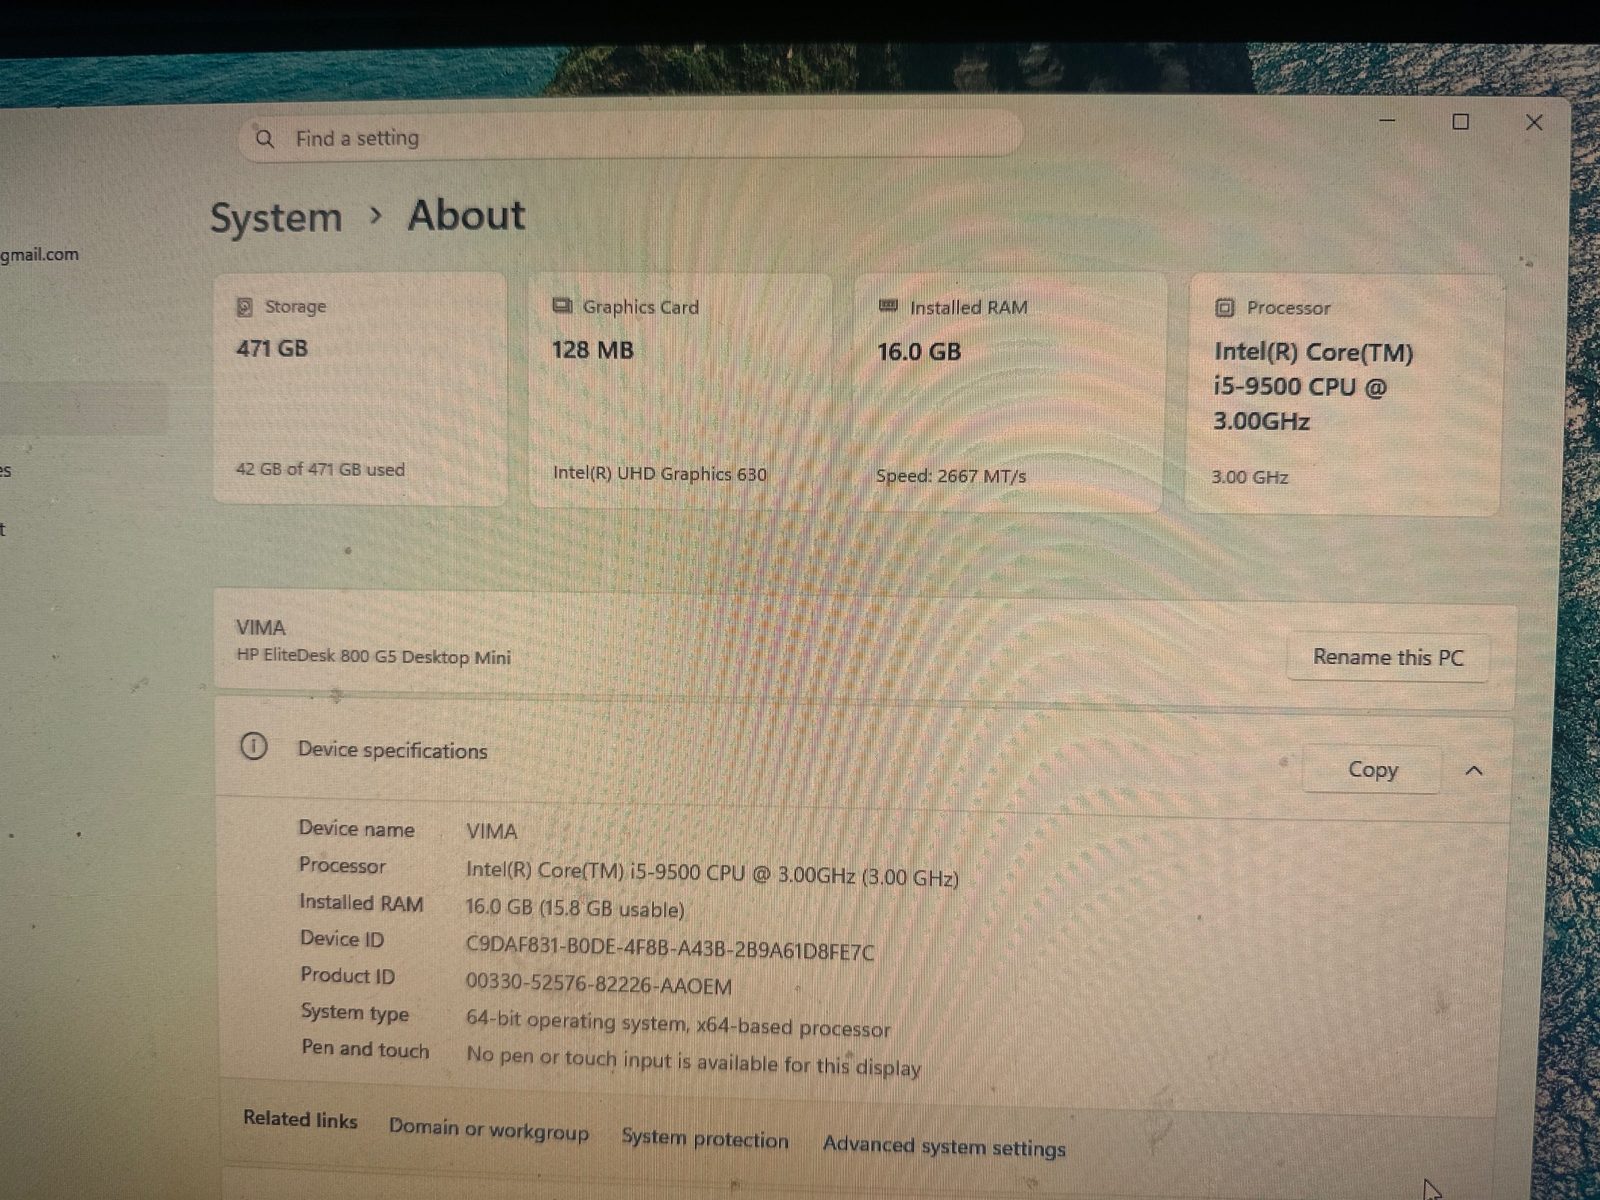 Find a setting
System > About
gmail.com
Storage
471 GB
42 GB of 471 GB used
Graphics Card
128 MB
Intel(R) UHD Graphics 630
Installed RAM
16.0 GB
Speed: 2667 MT/s
Processor
Intel(R) Core(TM)
i5-9500 CPU @
3.00GHz
3.00 GHz
es
t
VIMA
HP EliteDesk 800 G5 Desktop Mini
Rename this PC
Device specifications
Copy
Device name VIMA
Processor Intel(R) Core(TM) i5-9500 CPU @ 3.00GHz (3.00 GHz)
Installed RAM 16.0 GB (15.8 GB usable)
Device ID C9DAF831-B0DE-4F8B-A43B-2B9A61D8FE7C
Product ID 00330-52576-82226-AAOEM
System type 64-bit operating system, x64-based processor
Pen and touch No pen or touch input is available for this display
Related links Domain or workgroup System protection Advanced system settings